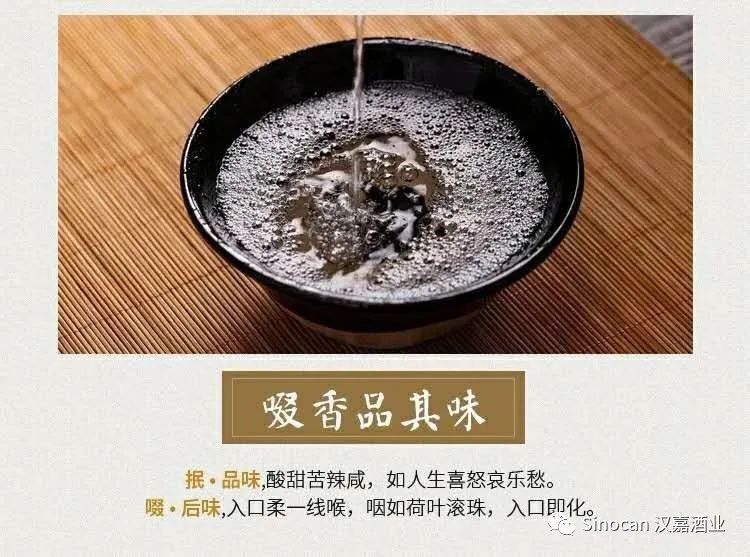 啜香品其味
抿•品味,酸甜苦辣咸，如人生喜怒哀乐愁。
啜•后味,入口柔一线喉，咽如荷叶滚珠，入口即化。
Sinocan 汉嘉酒业